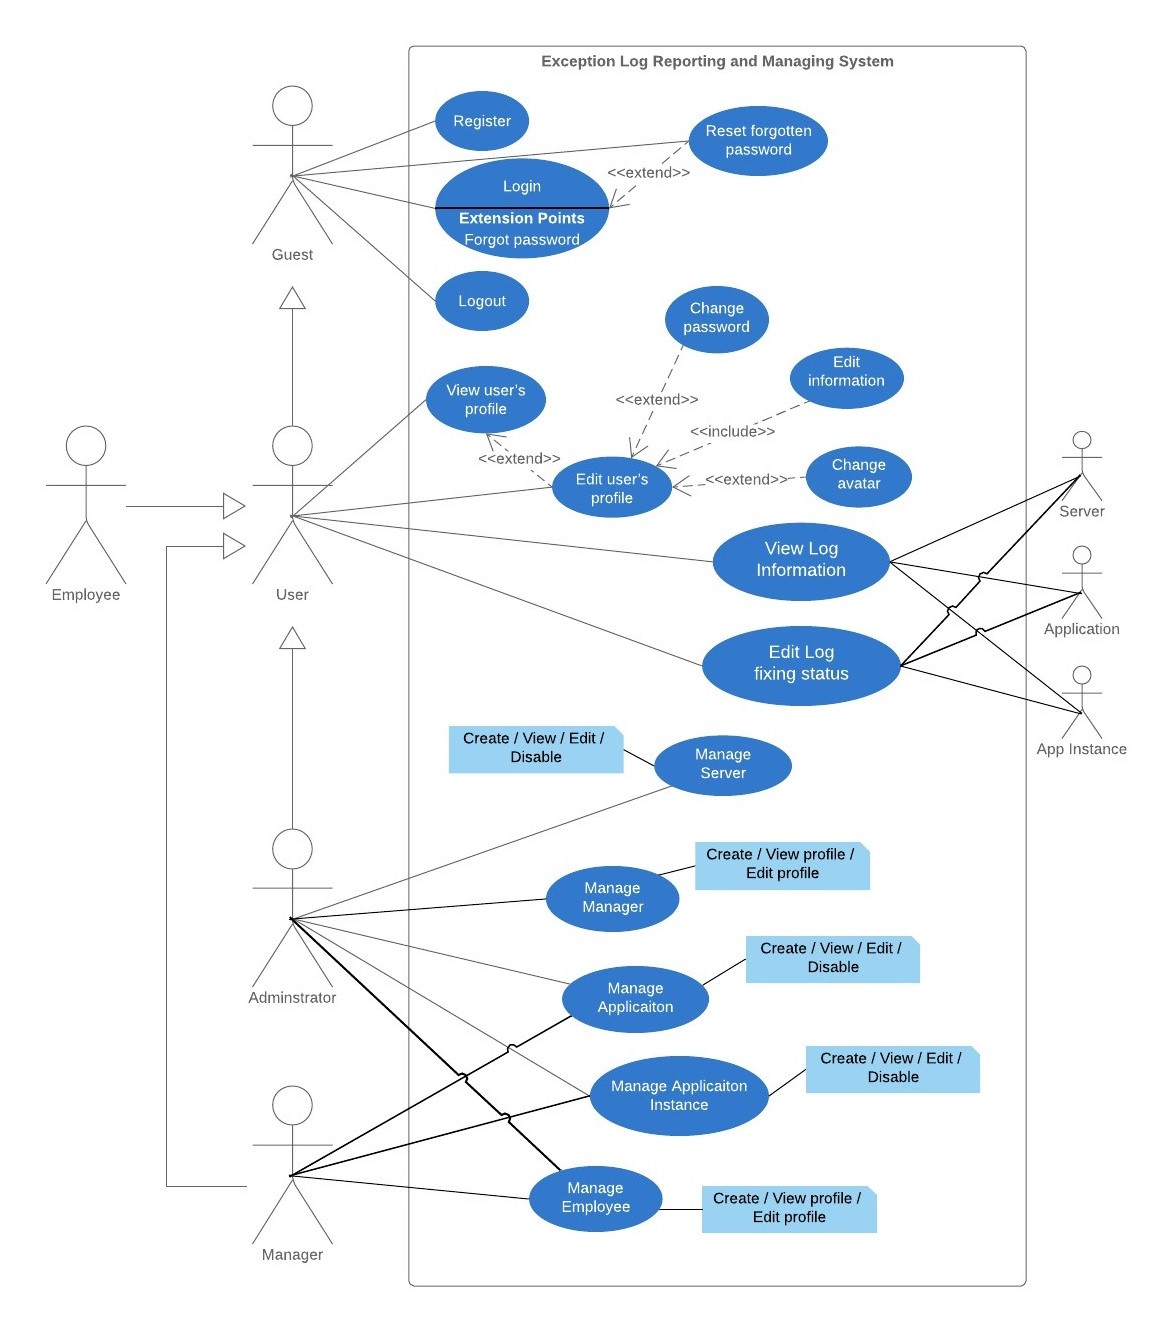 Exception Log Reporting and Managing System
Register
Reset forgotten
password
<<extend>>
Login
Extension Points
Forgot password
Guest
Logout
Change
password
Edit
information
View user's
profile
<<extend>>
<<include>>
<<extend>>
Edit user's
profile
<<extend>>
Change
avatar
Server
View Log
Information
Employee
User
Application
Edit Log
fixing status
App Instance
Create / View / Edit /
Disable
Manage
Server
Create / View profile /
Edit profile
Manage
Manager
Create / View / Edit /
Disable
Adminstrator
Manage
Applicaiton
Create / View / Edit /
Disable
Manage Applicaiton
Instance
Manage
Employee
Create / View profile /
Edit profile
Manager